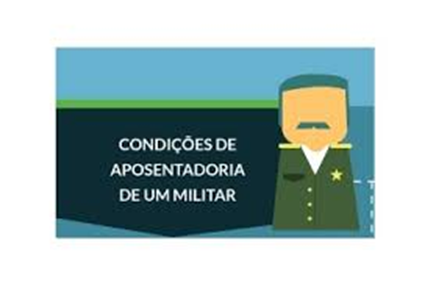 CONDIÇÕES DE
APOSENTADORIA
DE UM MILITAR